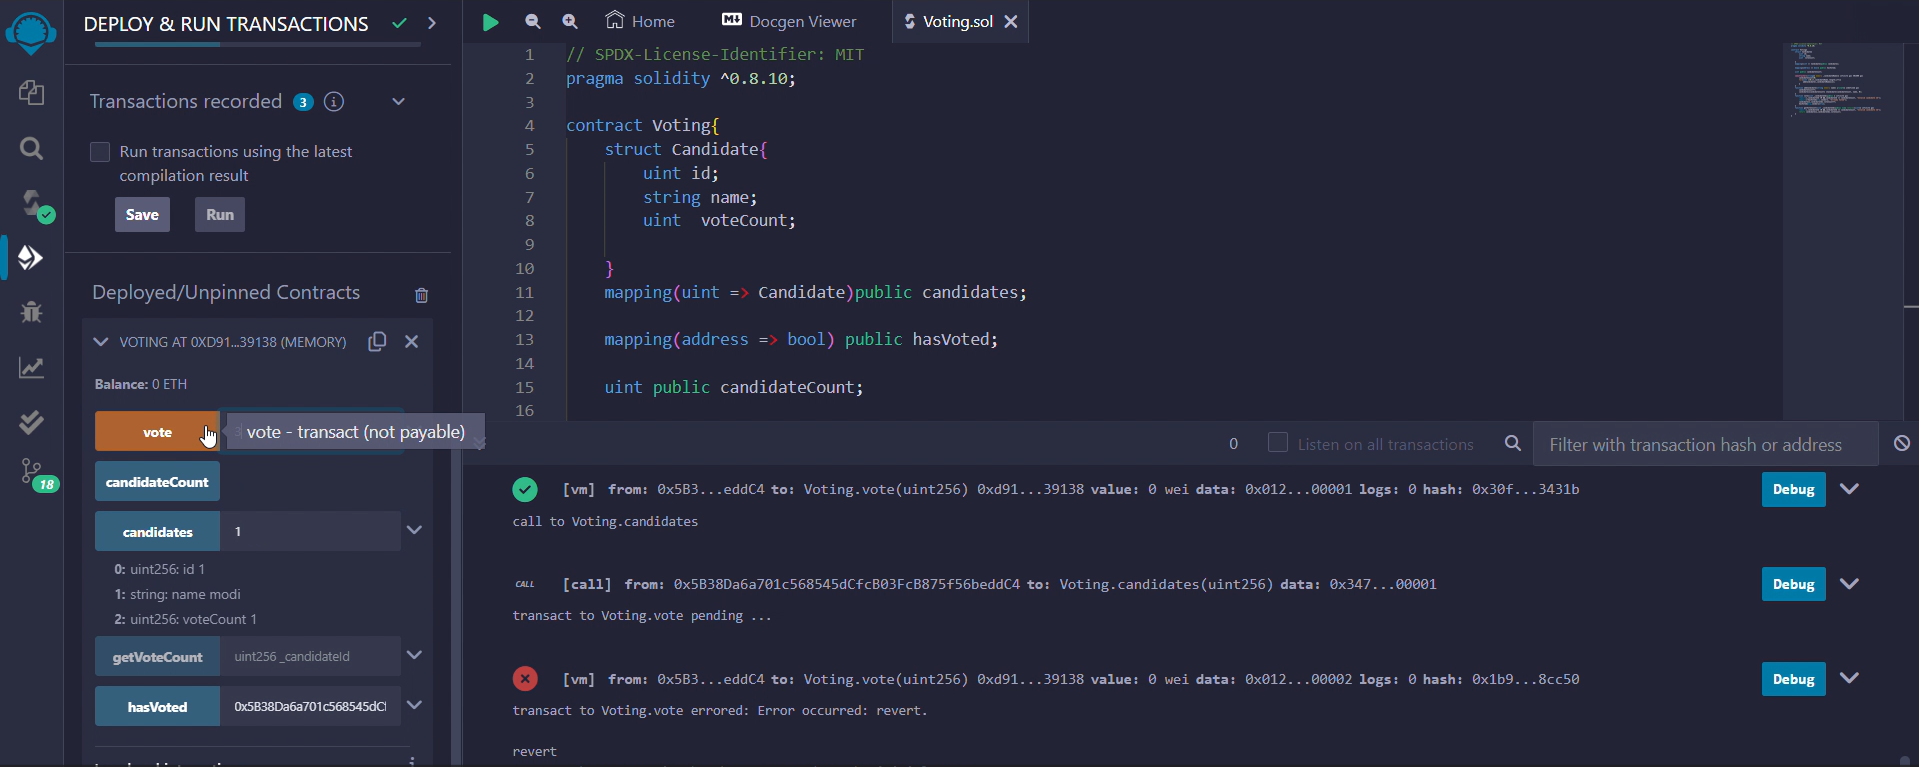 DEPLOY & RUN TRANSACTIONS
Transactions recorded 3 i
Run transactions using the latest
compilation result
Save Run
Deployed/Unpinned Contracts
VOTING AT 0XD91...39138 (MEMORY)
Balance: 0 ETH
vote
vote - transact (not payable)
candidateCount
candidates 1
0: uint256: id 1
1: string: name modi
2: uint256: voteCount 1
getVoteCount uint256 _candidateId
hasVoted 0x5B38Da6a701c568545dCf
18
Home Docgen Viewer Voting.sol
1 // SPDX-License-Identifier: MIT
2 pragma solidity ^0.8.10;
3
4 contract Voting{
5 struct Candidate{
6 uint id;
7 string name;
8 uint  voteCount;
9
10 }
11 mapping(uint => Candidate)public candidates;
12
13 mapping(address => bool) public hasVoted;
14
15 uint public candidateCount;
16
0 Listen on all transactions Filter with transaction hash or address
[vm] from: 0x5B3...eddC4 to: Voting.vote(uint256) 0xd91...39138 value: 0 wei data: 0x012...00001 logs: 0 hash: 0x30f...3431b Debug
call to Voting.candidates
CALL [call] from: 0x5B38Da6a701c568545dCfcB03FcB875f56beddC4 to: Voting.candidates(uint256) data: 0x347...00001 Debug
transact to Voting.vote pending ...
[vm] from: 0x5B3...eddC4 to: Voting.vote(uint256) 0xd91...39138 value: 0 wei data: 0x012...00002 logs: 0 hash: 0x1b9...8cc50 Debug
transact to Voting.vote errored: Error occurred: revert.
revert